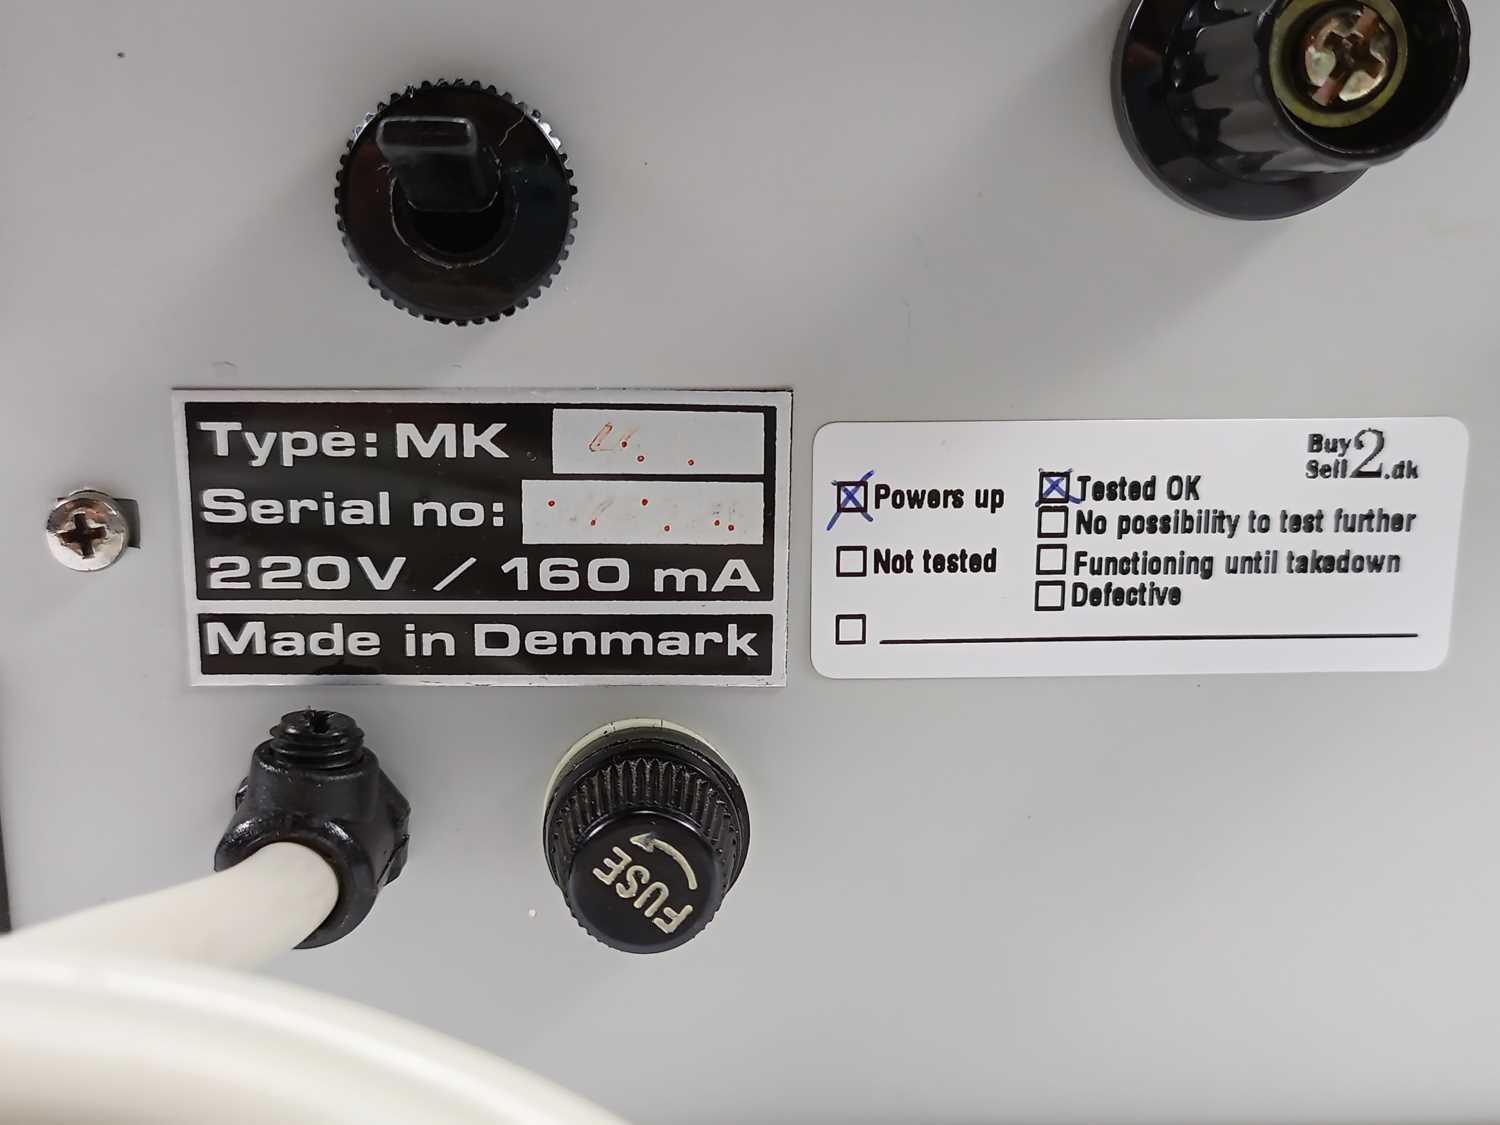 Type: MK
Serial no:
220V / 160 mA
Made in Denmark
Buy
Sell 2.dk
Powers up
Not tested
Tested OK
No possibility to test further
Functioning until takedown
Defective
FUSE